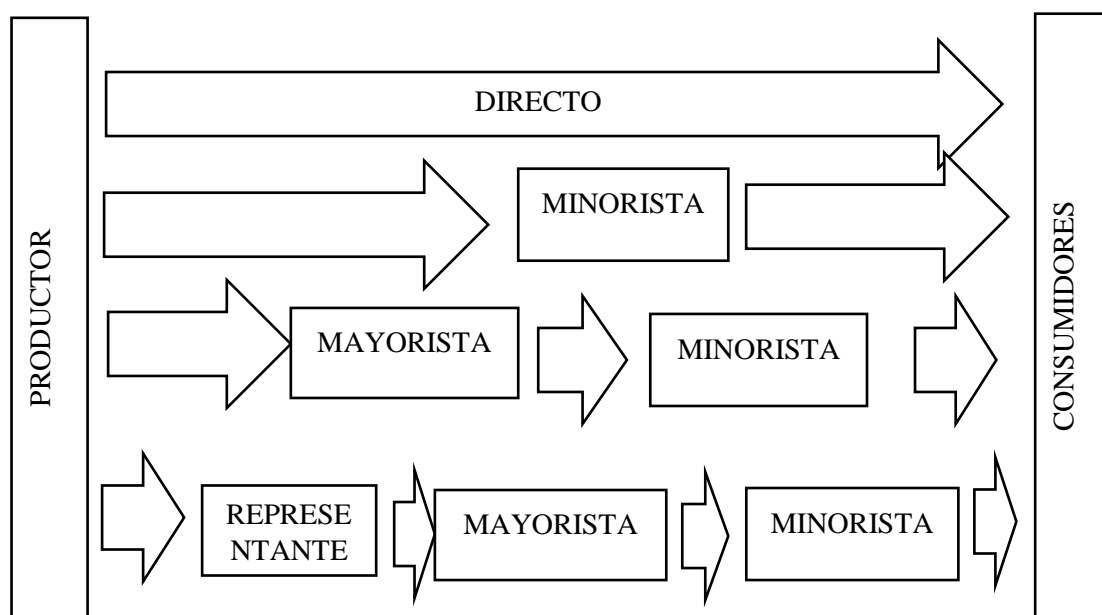 PRODUCTOR
DIRECTO
MINORISTA
MAYORISTA
MINORISTA
REPRESE
NTANTE
MAYORISTA
MINORISTA
CONSUMIDORES